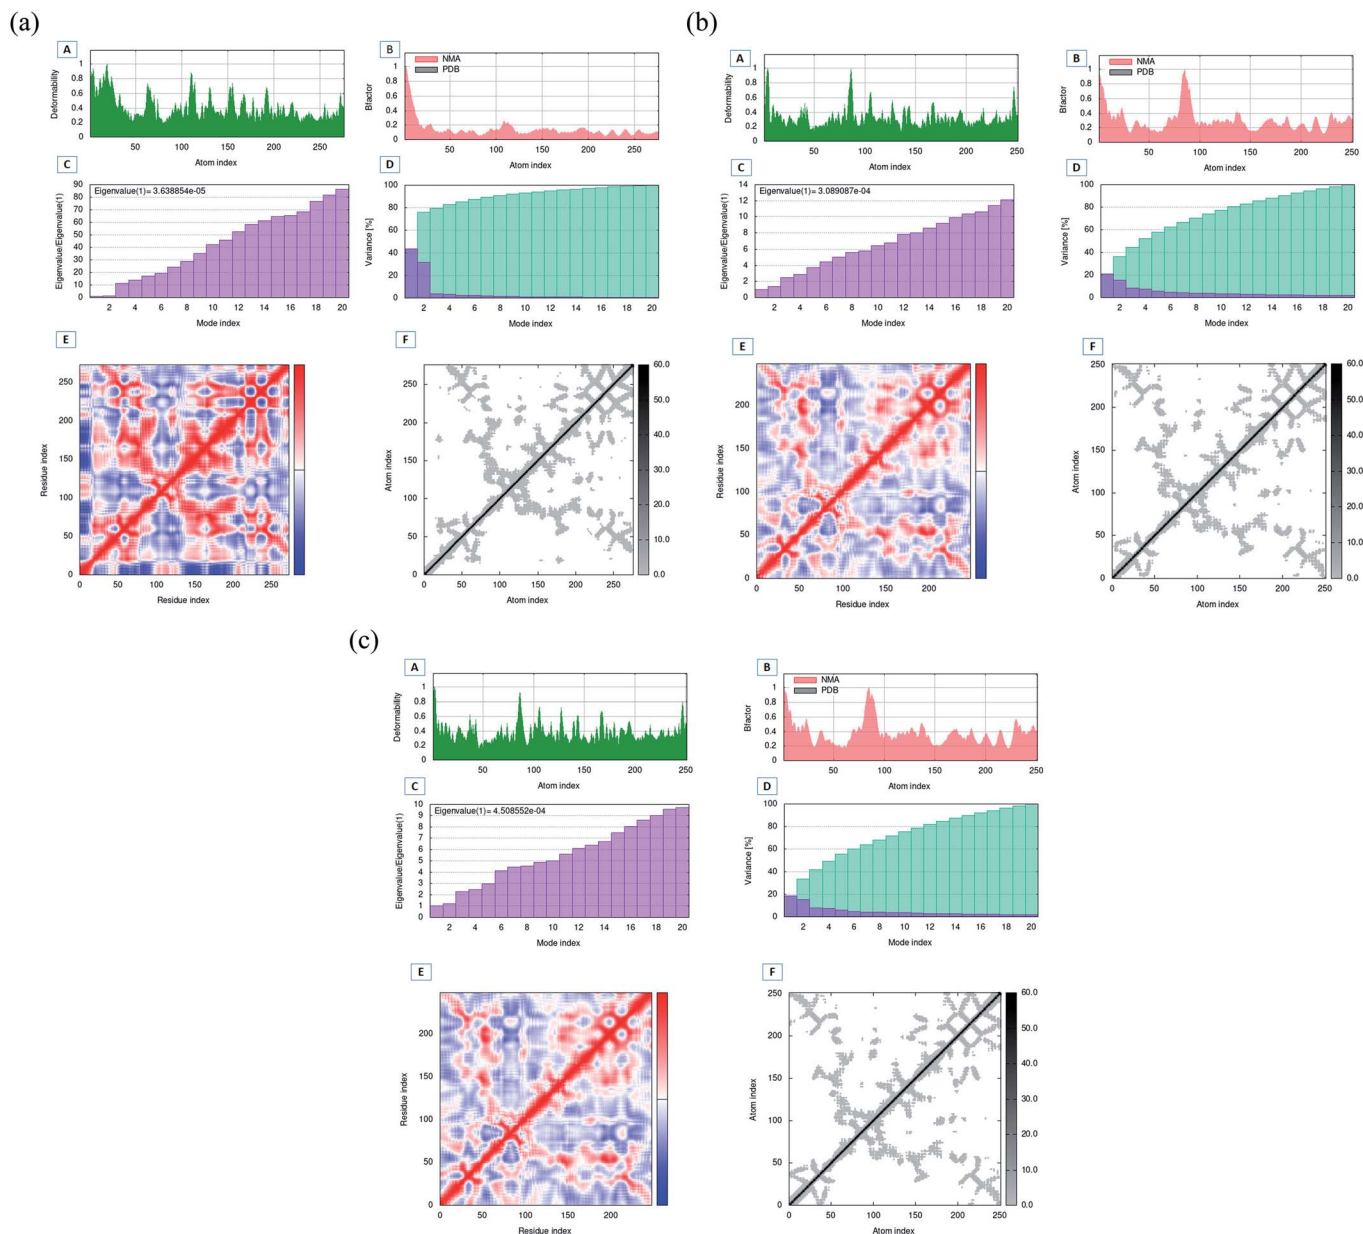 (a)
A
Deformability
1
0.8
0.6
0.4
0.2
0
50 100 150 200 250
Atom index
B
NMA
PDB
Bfactor
1
0.8
0.6
0.4
0.2
0
50 100 150 200 250
Atom index
C
Eigenvalue(1)= 3.638854e-05
Eigenvalue/Eigenvalue(1)
90
80
70
60
50
40
30
20
10
0
2 4 6 8 10 12 14 16 18 20
Mode index
D
Variance [%]
100
80
60
40
20
0
2 4 6 8 10 12 14 16 18 20
Mode index
E
Residue index
250
200
150
100
50
0
0 50 100 150 200 250
Residue index
F
Atom index
250
200
150
100
50
0
0 50 100 150 200 250
Atom index
60.0
50.0
40.0
30.0
20.0
10.0
0.0
(b)
A
Deformability
1
0.8
0.6
0.4
0.2
50 100 150 200 250
Atom index
B
NMA
PDB
Bfactor
1
0.8
0.6
0.4
0.2
0
50 100 150 200 250
Atom index
C
Eigenvalue(1)= 3.089087e-04
Eigenvalue/Eigenvalue(1)
14
12
10
8
6
4
2
0
2 4 6 8 10 12 14 16 18 20
Mode index
D
Variance [%]
100
80
60
40
20
0
2 4 6 8 10 12 14 16 18 20
Mode index
E
Residue index
200
150
100
50
0
0 50 100 150 200
Residue index
F
Atom index
250
200
150
100
50
0
0 50 100 150 200 250
Atom index
60.0
50.0
40.0
30.0
20.0
10.0
0.0
(c)
A
Deformability
1
0.8
0.6
0.4
0.2
50 100 150 200 250
Atom index
B
NMA
PDB
Bfactor
1
0.8
0.6
0.4
0.2
50 100 150 200 250
Atom index
C
Eigenvalue(1)= 4.508552e-04
Eigenvalue/Eigenvalue(1)
10
9
8
7
6
5
4
3
2
1
0
2 4 6 8 10 12 14 16 18 20
Mode index
D
Variance [%]
100
80
60
40
20
0
2 4 6 8 10 12 14 16 18 20
Mode index
E
Residue index
200
150
100
50
0
0 50 100 150 200
Residue index
F
Atom index
250
200
150
100
50
0
0 50 100 150 200 250
Atom index
60.0
50.0
40.0
30.0
20.0
10.0
0.0